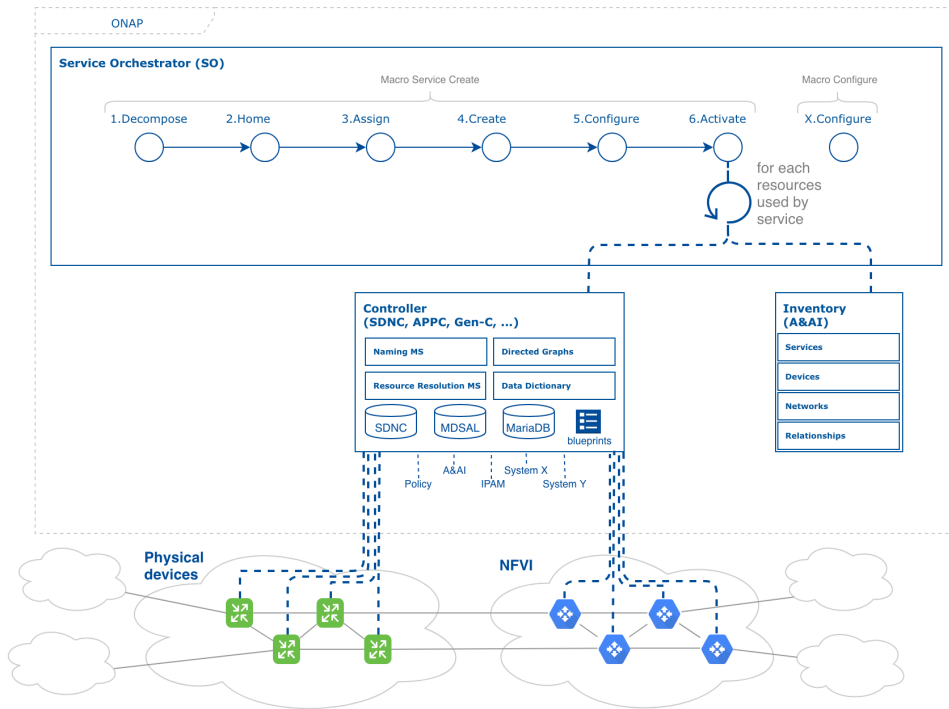 ONAP
Service Orchestrator (SO)
Macro Service Create
Macro Configure
1.Decompose
2.Home
3.Assign
4.Create
5.Configure
6.Activate
X.Configure
for each
resources
used by
service
Controller
(SDNC, APPC, Gen-C, ...)
Naming MS
Directed Graphs
Resource Resolution MS
Data Dictionary
SDNC
MDSAL
MariaDB
blueprints
Inventory
(A&AI)
Services
Devices
Networks
Relationships
Policy
A&AI
IPAM
System X
System Y
Physical
devices
NFVI